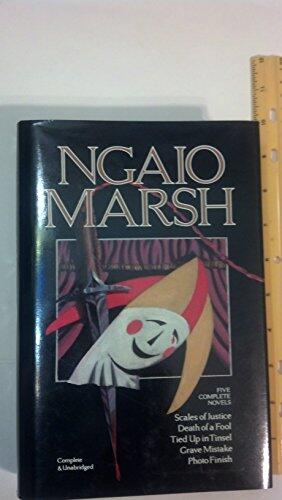 NGAIO
MARSH
FIVE
COMPLETE
NOVELS
Scales of Justice
Death of a Fool
Tied Up in Tinsel
Grave Mistake
Photo Finish
Complete
& Unabridged